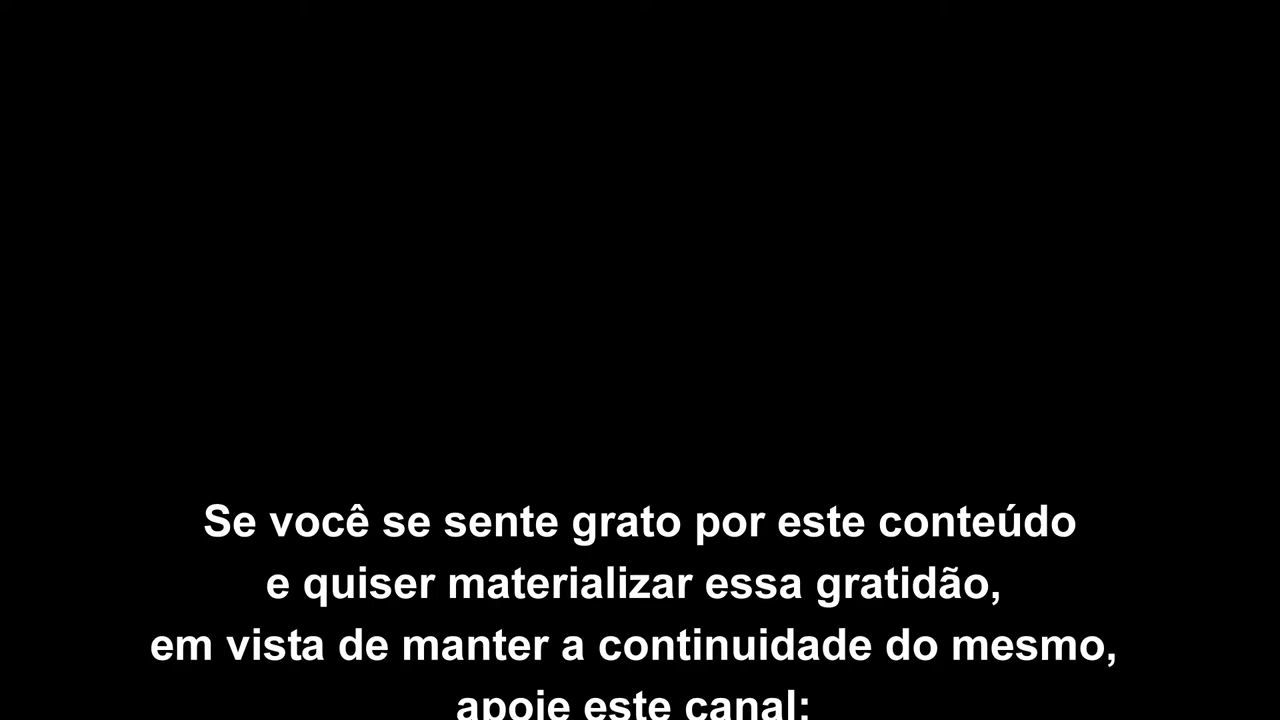 Se você se sente grato por este conteúdo
e quiser materializar essa gratidão,
em vista de manter a continuidade do mesmo,
apoie este canal: